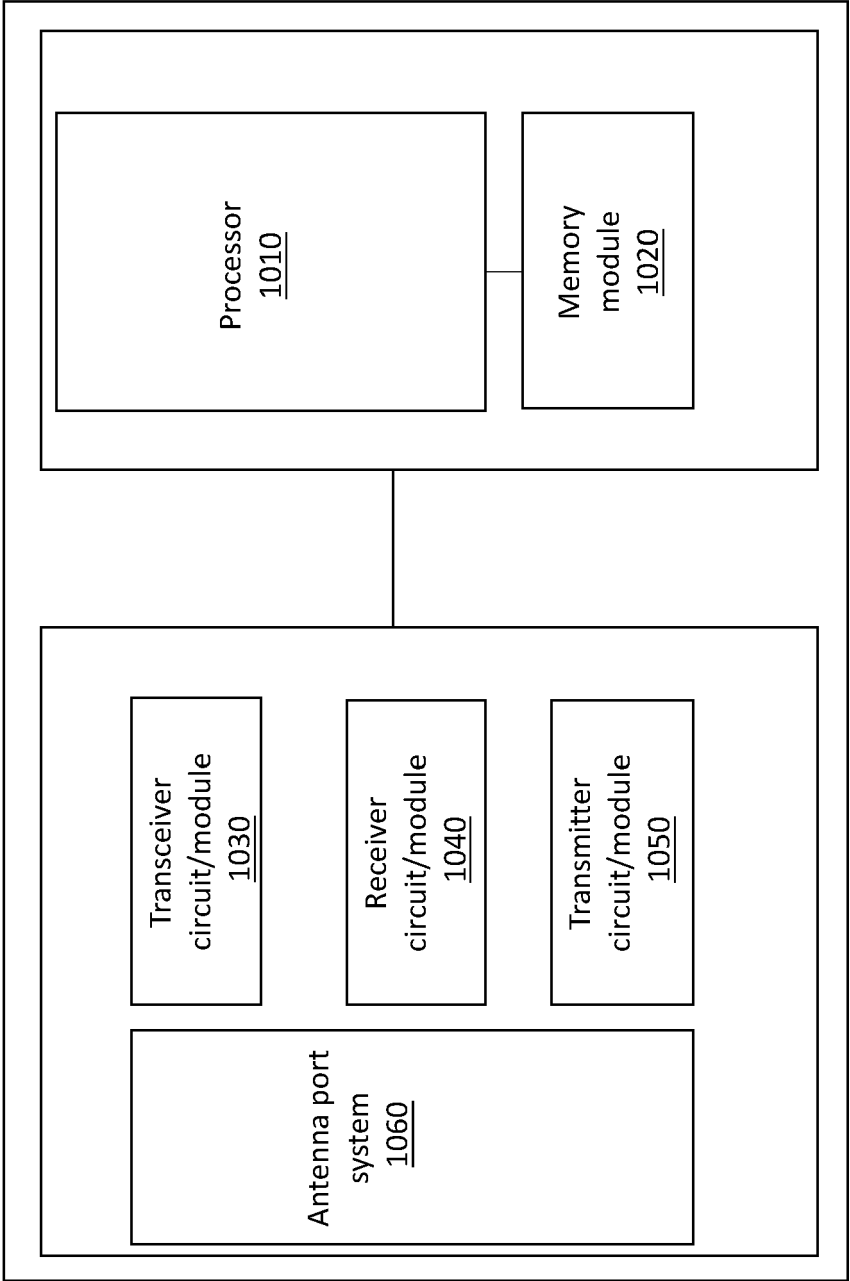 Antenna port
system
1060
Transmitter
circuit/module
1050
Receiver
circuit/module
1040
Transceiver
circuit/module
1030
Memory
module
1020
Processor
1010